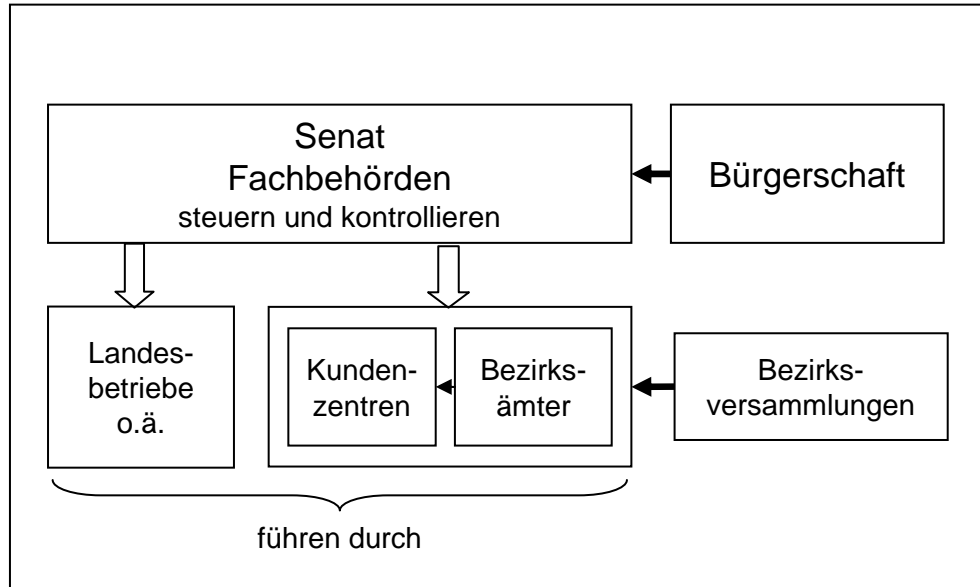 Senat
Fachbehörden
steuern und kontrollieren
Bürgerschaft
Landes-
betriebe
o.ä.
Kunden-
zentren
Bezirks-
ämter
Bezirks-
versammlungen
führen durch